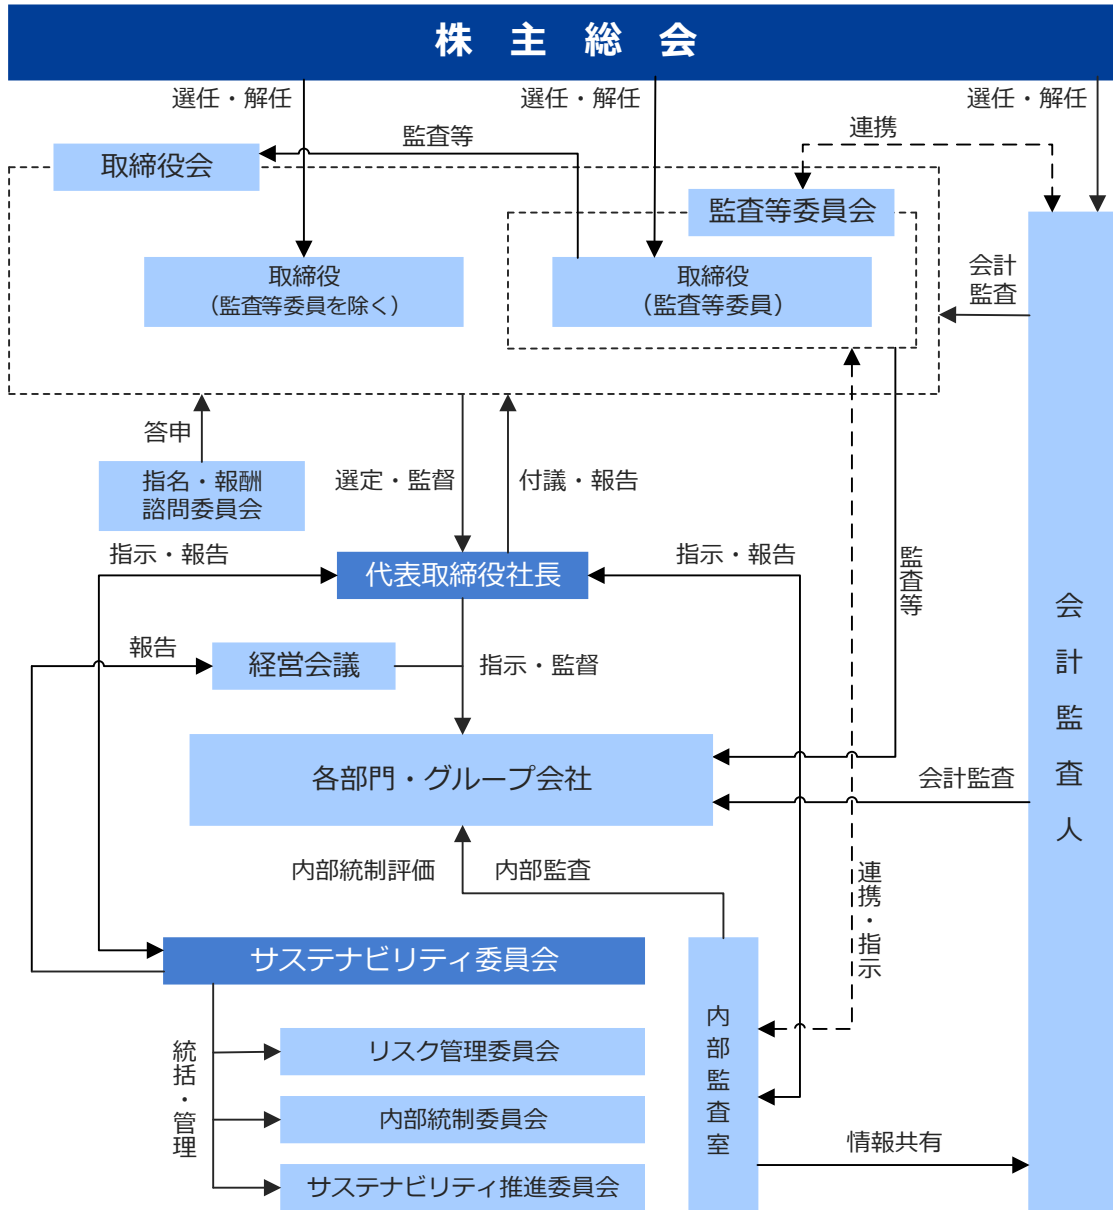 株主総会
選任・解任
選任・解任
選任・解任
連携
監査等
取締役会
監査等委員会
取締役
（監査等委員を除く）
取締役
（監査等委員）
会計
監査
答申
指名・報酬
諮問委員会
選定・監督
付議・報告
指示・報告
代表取締役社長
指示・報告
監査等
会計監査人
報告
経営会議
指示・監督
各部門・グループ会社
会計監査
内部統制評価
内部監査
連携・指示
サステナビリティ委員会
内部監査室
統括・管理
リスク管理委員会
内部統制委員会
サステナビリティ推進委員会
情報共有